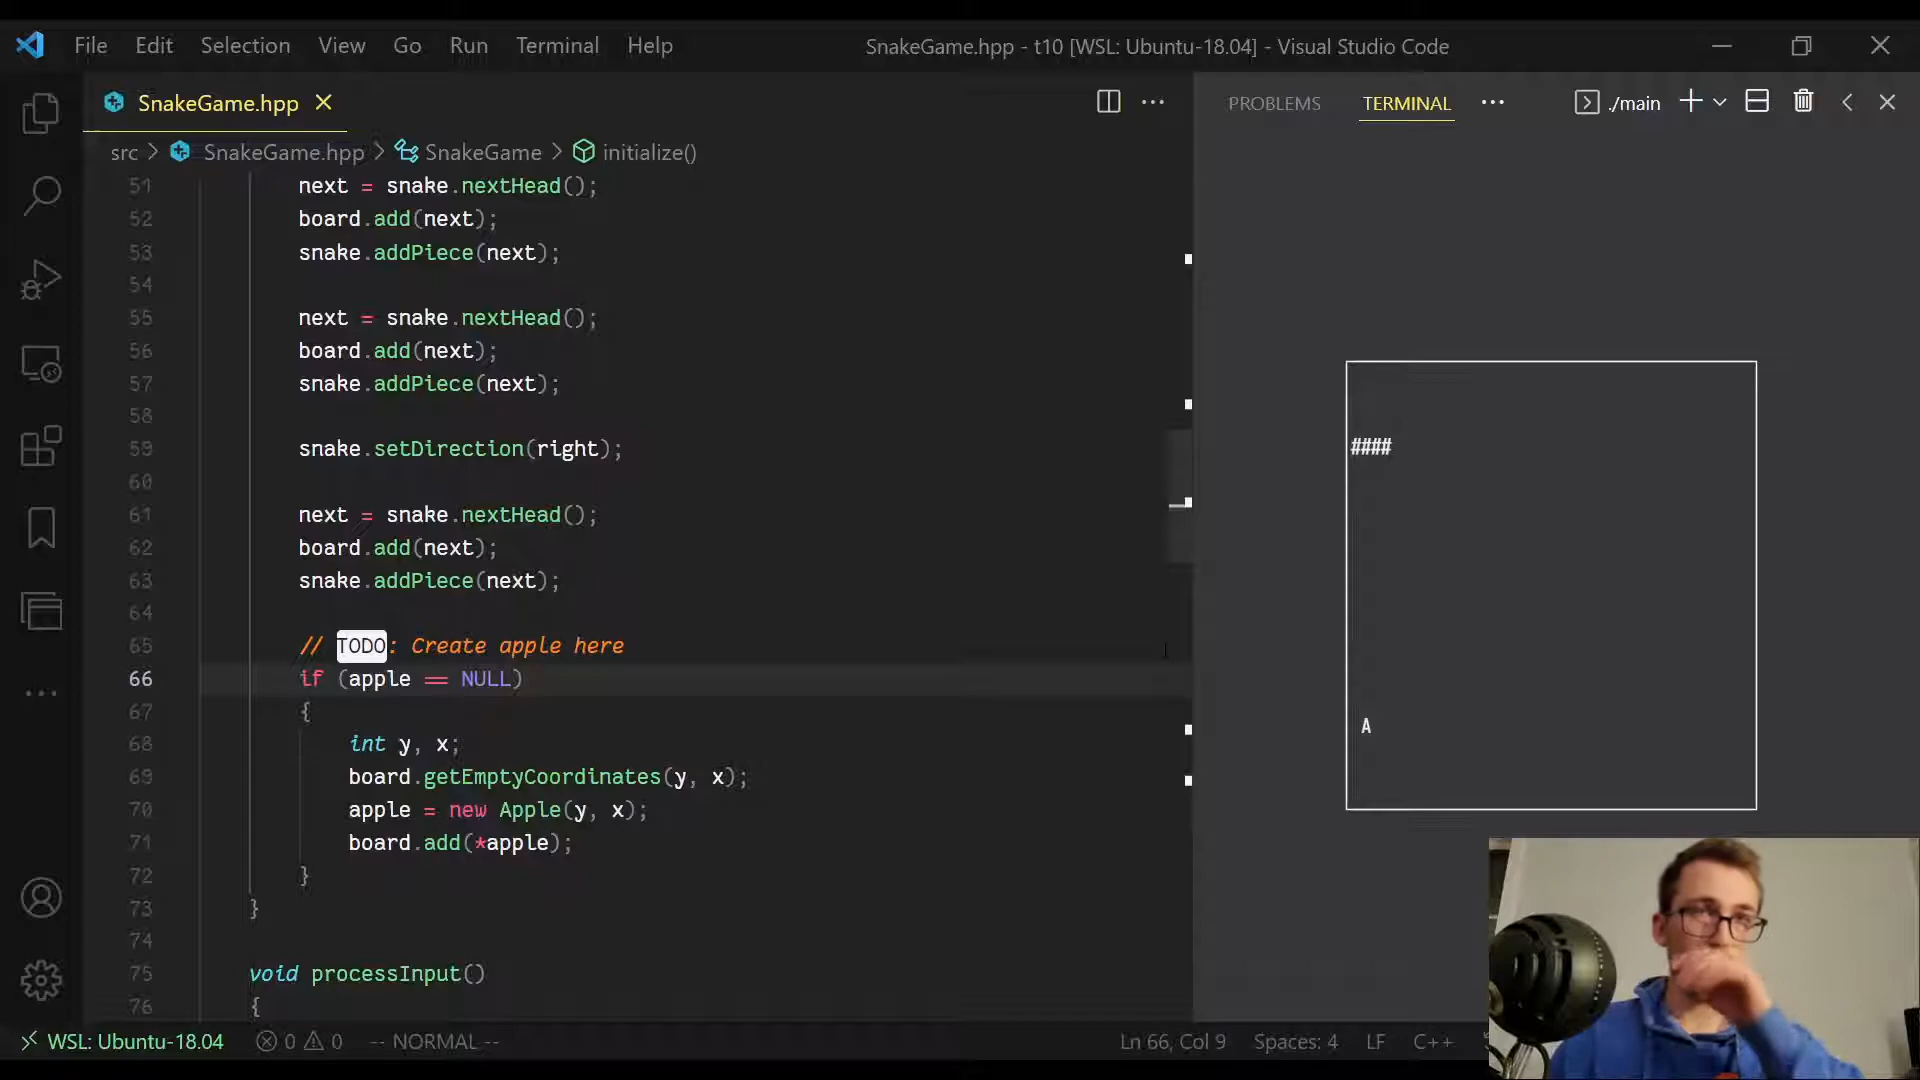 File Edit Selection View Go Run Terminal Help
SnakeGame.hpp - t10 [WSL: Ubuntu-18.04] - Visual Studio Code
SnakeGame.hpp
src > SnakeGame.hpp > SnakeGame > initialize()
51 next = snake.nextHead();
52 board.add(next);
53 snake.addPiece(next);
54
55 next = snake.nextHead();
56 board.add(next);
57 snake.addPiece(next);
58
59 snake.setDirection(right);
60
61 next = snake.nextHead();
62 board.add(next);
63 snake.addPiece(next);
64
65 // TODO: Create apple here
66 if (apple == NULL)
67 {
68 int y, x;
69 board.getEmptyCoordinates(y, x);
70 apple = new Apple(y, x);
71 board.add(*apple);
72 }
73 }
74
75 void processInput()
76 {
PROBLEMS TERMINAL ··· ./main
####
A
WSL: Ubuntu-18.04 0 0 -- NORMAL -- Ln 66, Col 9 Spaces: 4 LF C++